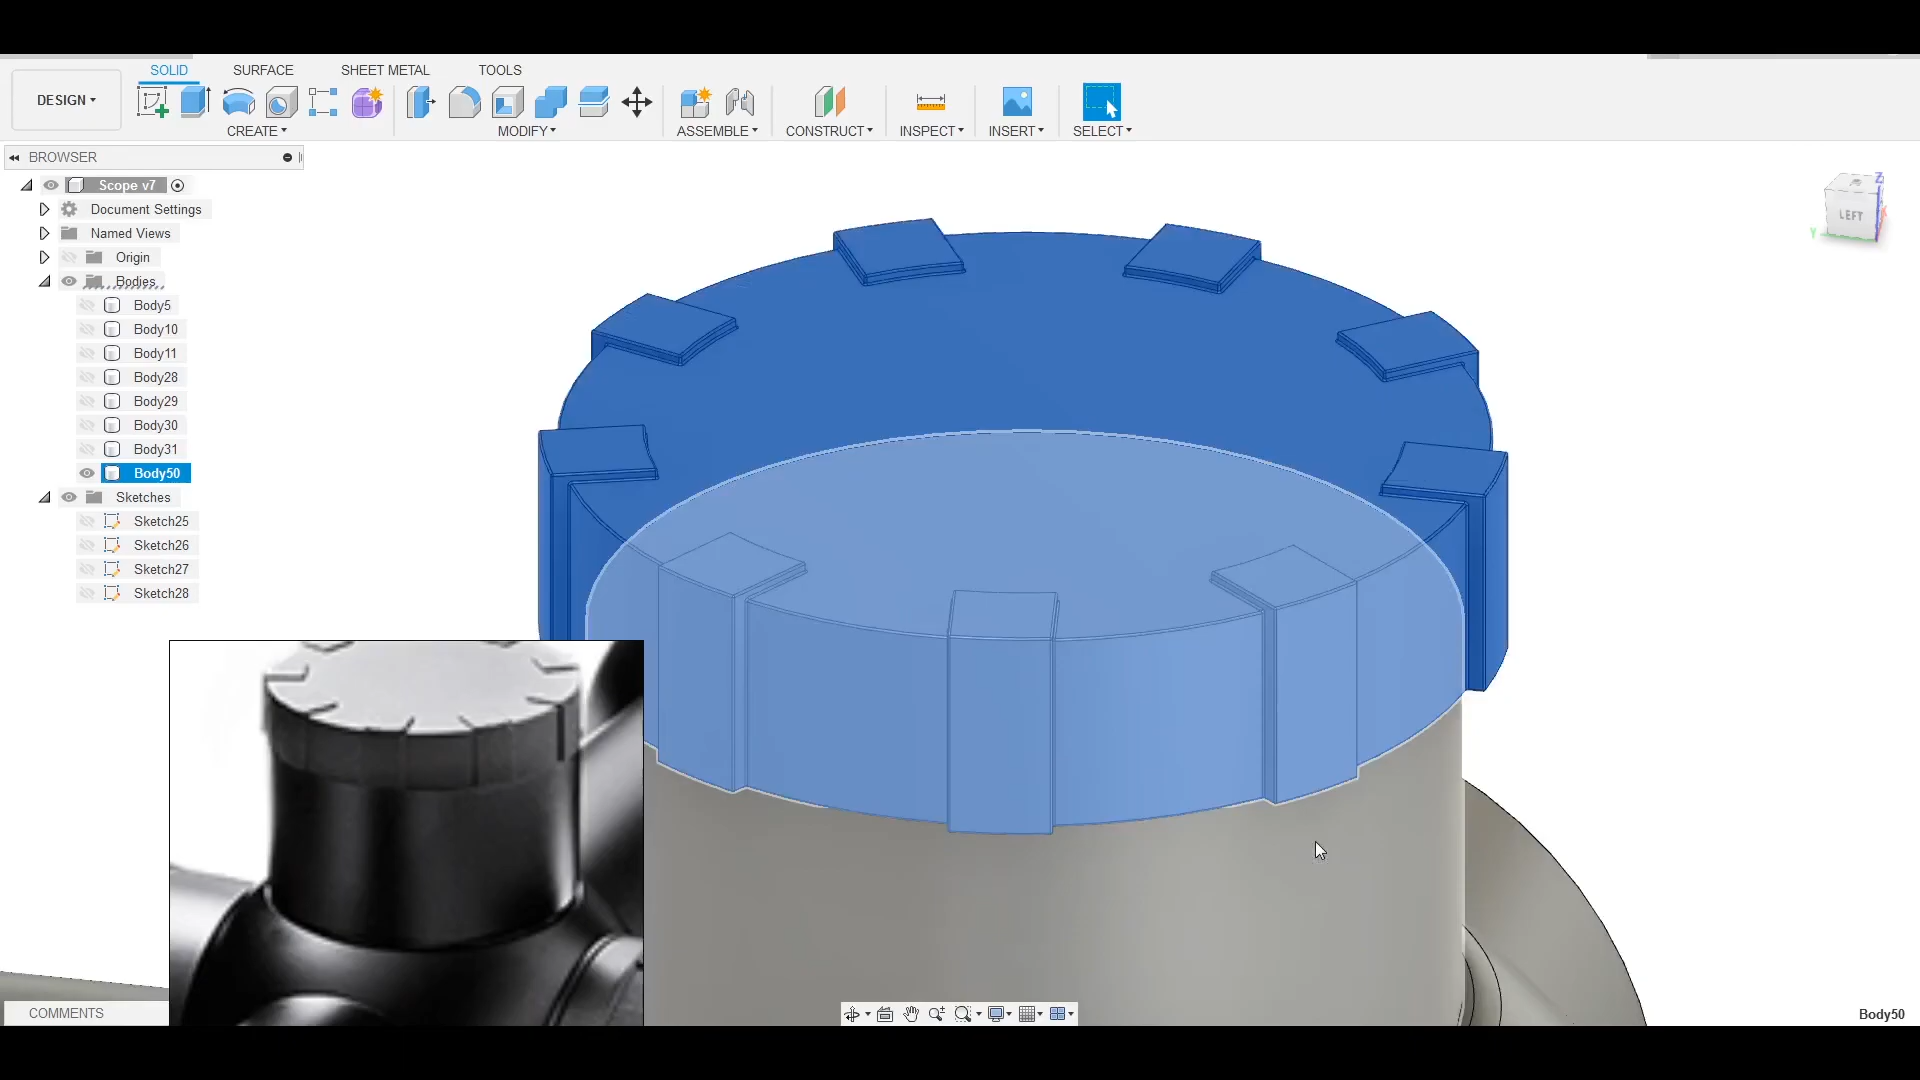 SOLID SURFACE SHEET METAL TOOLS
DESIGN
CREATE MODIFY ASSEMBLE CONSTRUCT INSPECT INSERT SELECT
BROWSER
Scope v7
Document Settings
Named Views
Origin
Bodies
Body5
Body10
Body11
Body28
Body29
Body30
Body31
Body50
Sketches
Sketch25
Sketch26
Sketch27
Sketch28
Z
LEFT
Y
COMMENTS
Body50